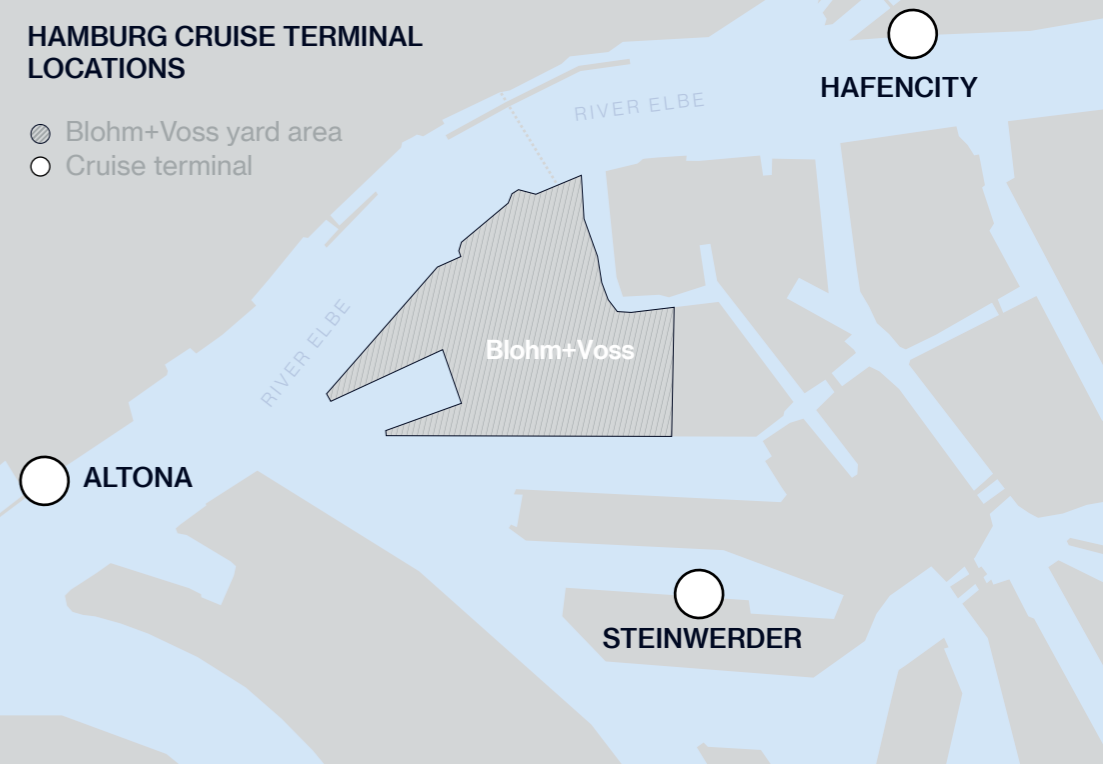 HAMBURG CRUISE TERMINAL
LOCATIONS
Blohm+Voss yard area
Cruise terminal
RIVER ELBE
HAFENCITY
RIVER ELBE
Blohm+Voss
ALTONA
STEINWERDER